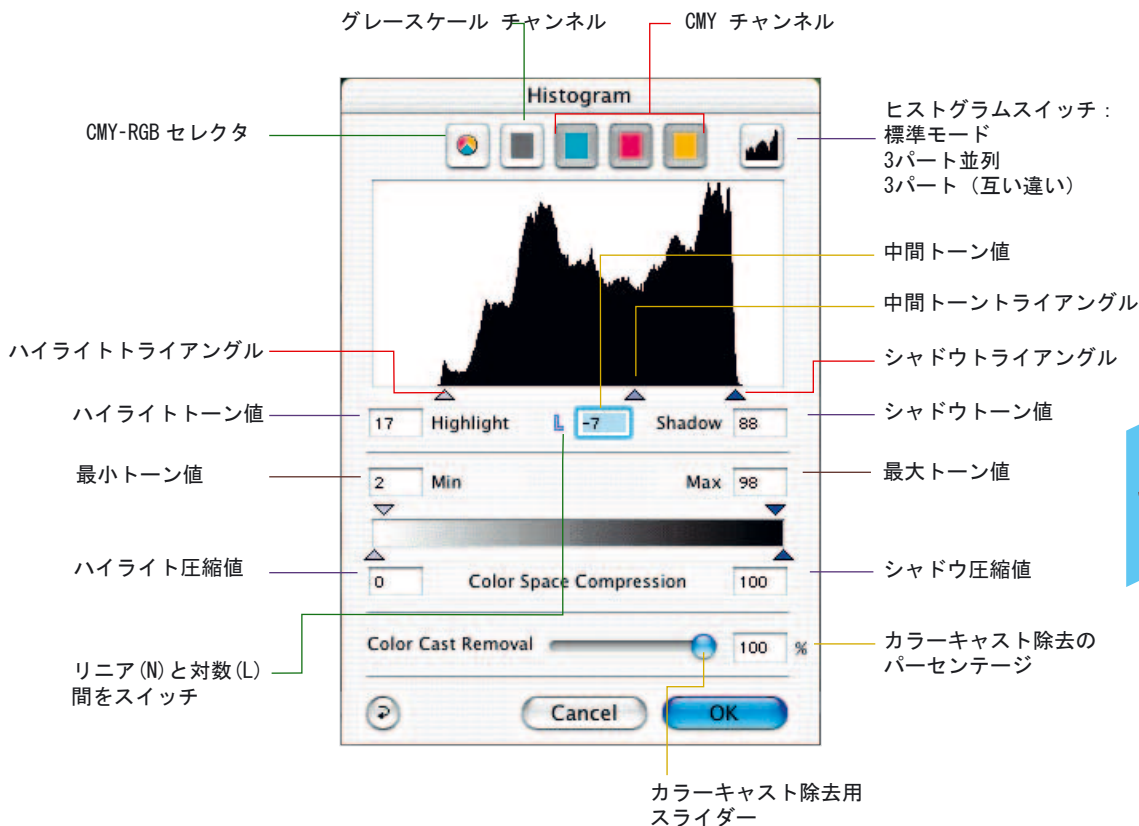 グレースケール チャンネル
CMY チャンネル
Histogram
CMY-RGB セレクタ
ヒストグラムスイッチ：
標準モード
3パート並列
3パート（互い違い）
中間トーン値
中間トーントライアングル
ハイライトトライアングル
シャドウトライアングル
ハイライトトーン値
17 Highlight L -7 Shadow 88
シャドウトーン値
最小トーン値
2 Min Max 98
最大トーン値
ハイライト圧縮値
0 Color Space Compression 100
シャドウ圧縮値
Color Cast Removal 100 %
カラーキャスト除去の
パーセンテージ
リニア(N)と対数(L)
間をスイッチ
Cancel OK
カラーキャスト除去用
スライダー